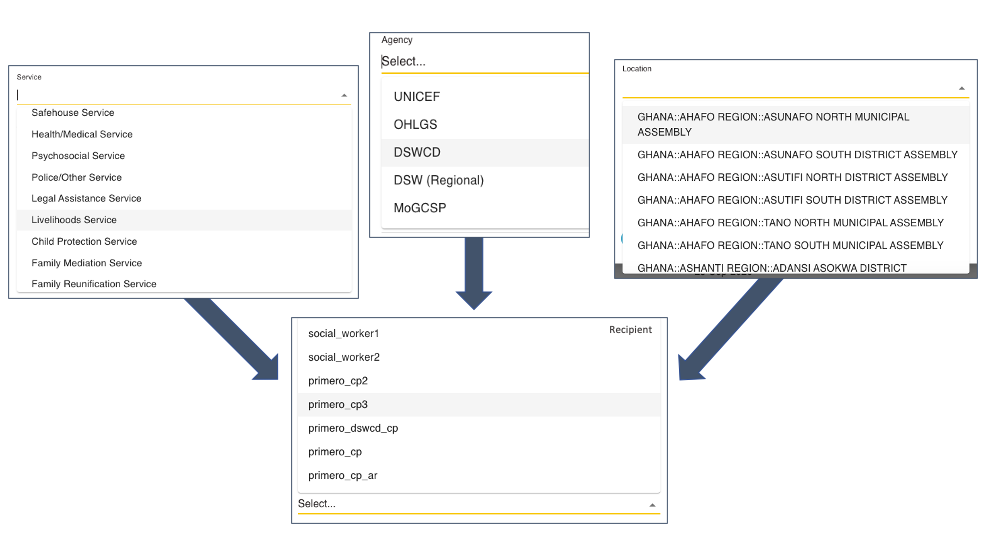 Service
Safehouse Service
Health/Medical Service
Psychosocial Service
Police/Other Service
Legal Assistance Service
Livelihoods Service
Child Protection Service
Family Mediation Service
Family Reunification Service
Agency
Select...
UNICEF
OHLGS
DSWCD
DSW (Regional)
MoGCSP
Location
GHANA::AHAFO REGION::ASUNAFO NORTH MUNICIPAL
ASSEMBLY
GHANA::AHAFO REGION::ASUNAFO SOUTH DISTRICT ASSEMBLY
GHANA::AHAFO REGION::ASUTIFI NORTH DISTRICT ASSEMBLY
GHANA::AHAFO REGION::ASUTIFI SOUTH DISTRICT ASSEMBLY
GHANA::AHAFO REGION::TANO NORTH MUNICIPAL ASSEMBLY
GHANA::AHAFO REGION::TANO SOUTH MUNICIPAL ASSEMBLY
GHANA::ASHANTI REGION::ADANSI ASOKWA DISTRICT
Recipient
social_worker1
social_worker2
primero_cp2
primero_cp3
primero_dswcd_cp
primero_cp
primero_cp_ar
Select...